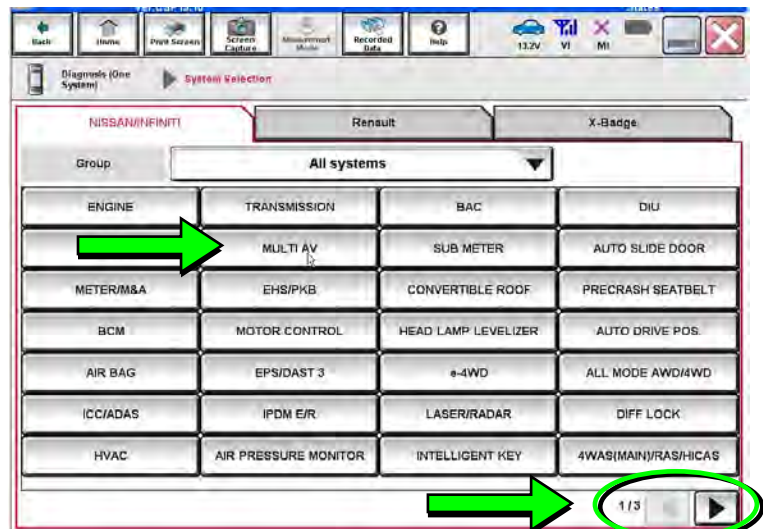 Back Home Print Screen Screen Capture Measurement Mode Recorded Data Help 13.2V VI MI
Diagnosis (One System) System Selection
NISSAN/INFINITI Renault X-Badge
Group All systems
ENGINE TRANSMISSION BAC DIU
MULTI AV SUB METER AUTO SLIDE DOOR
METER/M&A EHS/PKB CONVERTIBLE ROOF PRECRASH SEATBELT
BCM MOTOR CONTROL HEAD LAMP LEVELIZER AUTO DRIVE POS.
AIR BAG EPS/DAST 3 e-4WD ALL MODE AWD/4WD
ICC/ADAS IPDM E/R LASER/RADAR DIFF LOCK
HVAC AIR PRESSURE MONITOR INTELLIGENT KEY 4WAS(MAIN)/RAS/HICAS
1/3